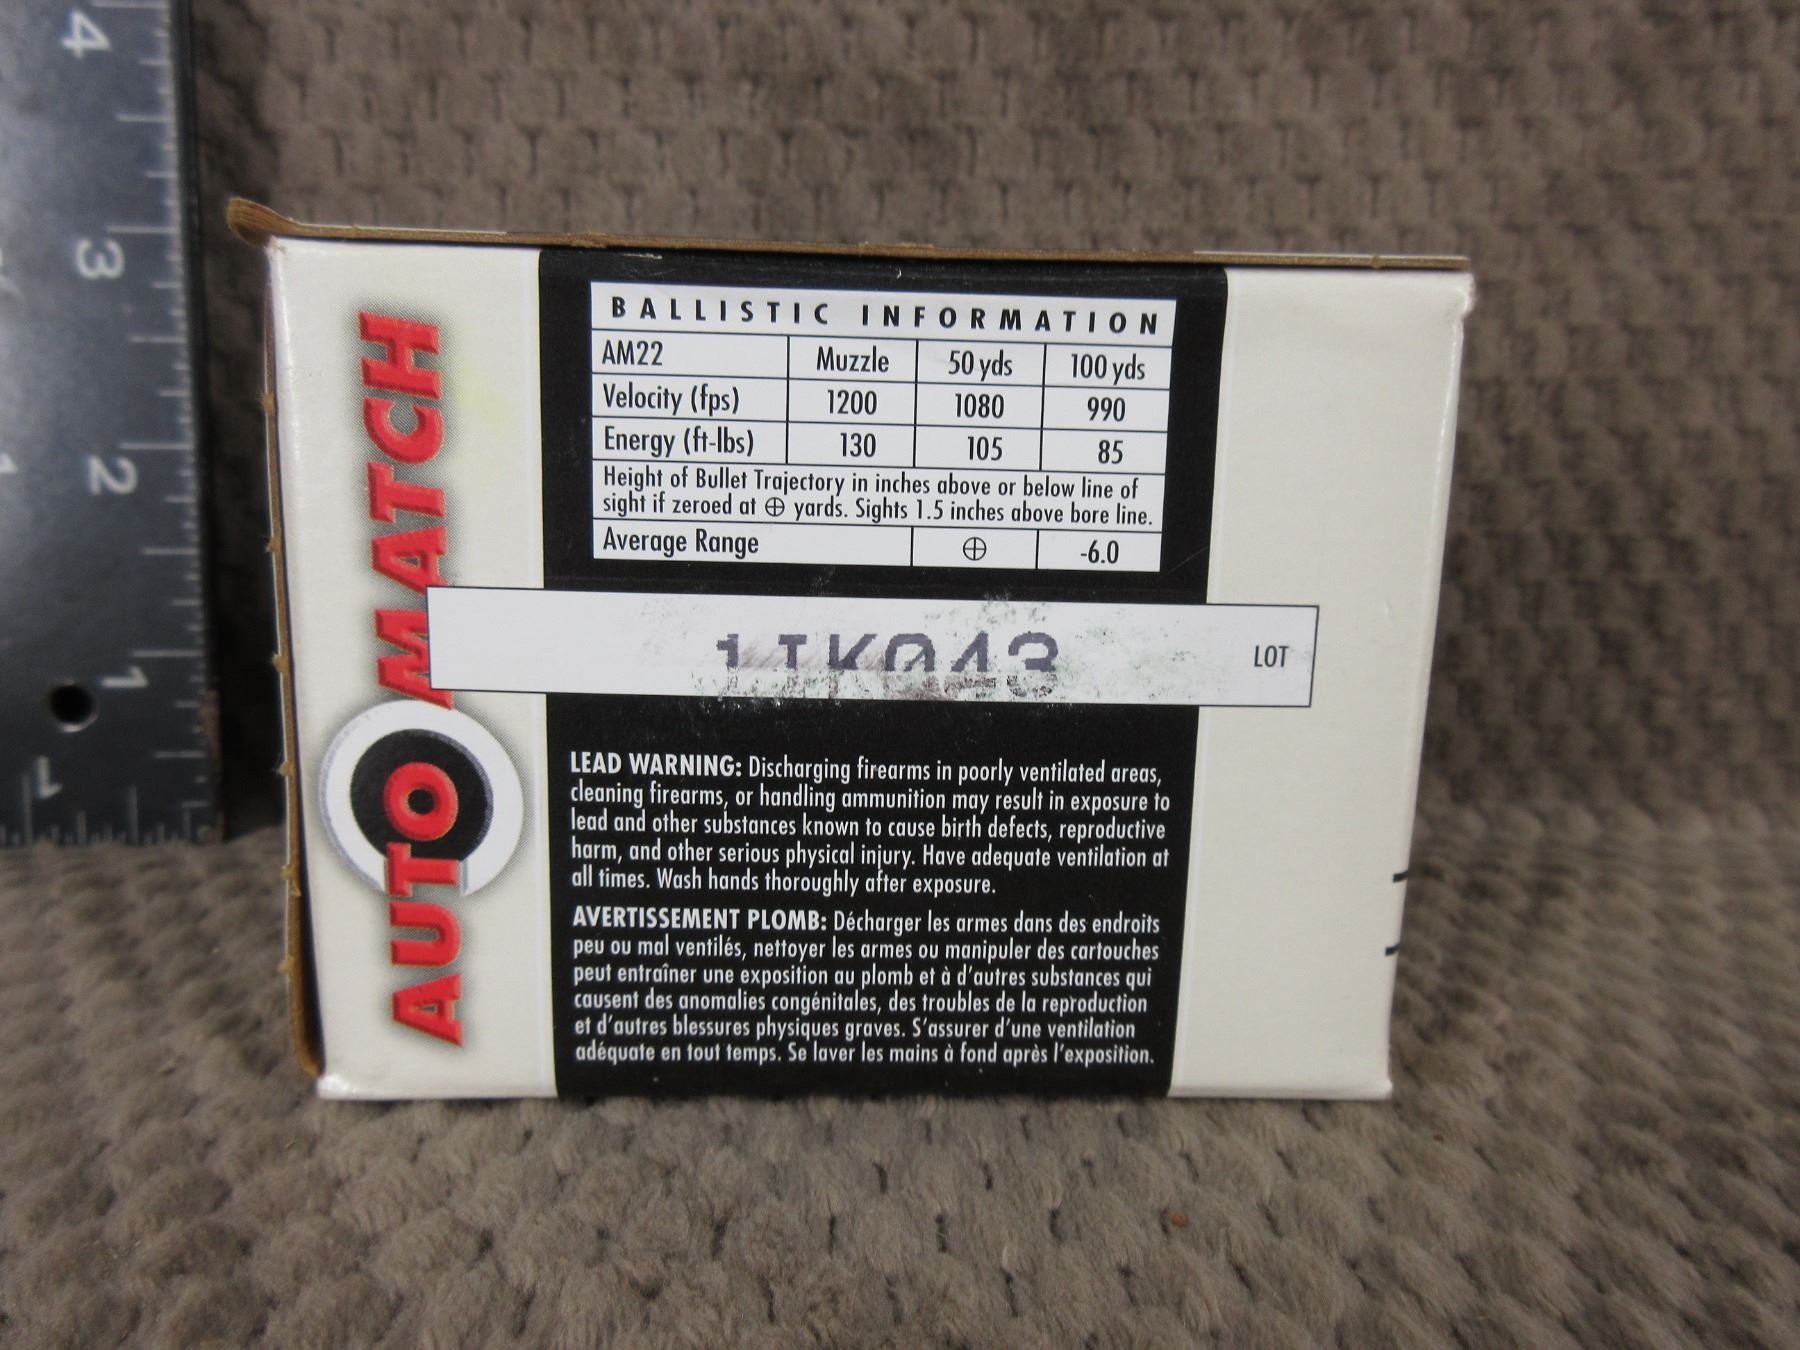 4
3
2
1
1
AUTOMATCH
BALLISTIC INFORMATION
AM22 Muzzle 50 yds 100 yds
Velocity (fps) 1200 1080 990
Energy (ft-lbs) 130 105 85
Height of Bullet Trajectory in inches above or below line of
sight if zeroed at ⊕ yards. Sights 1.5 inches above bore line.
Average Range ⊕ -6.0
LOT
LEAD WARNING: Discharging firearms in poorly ventilated areas,
cleaning firearms, or handling ammunition may result in exposure to
lead and other substances known to cause birth defects, reproductive
harm, and other serious physical injury. Have adequate ventilation at
all times. Wash hands thoroughly after exposure.
AVERTISSEMENT PLOMB: Décharger les armes dans des endroits
peu ou mal ventilés, nettoyer les armes ou manipuler des cartouches
peut entraîner une exposition au plomb et à d'autres substances qui
causent des anomalies congénitales, des troubles de la reproduction
et d'autres blessures physiques graves. S'assurer d'une ventilation
adéquate en tout temps. Se laver les mains à fond après l'exposition.